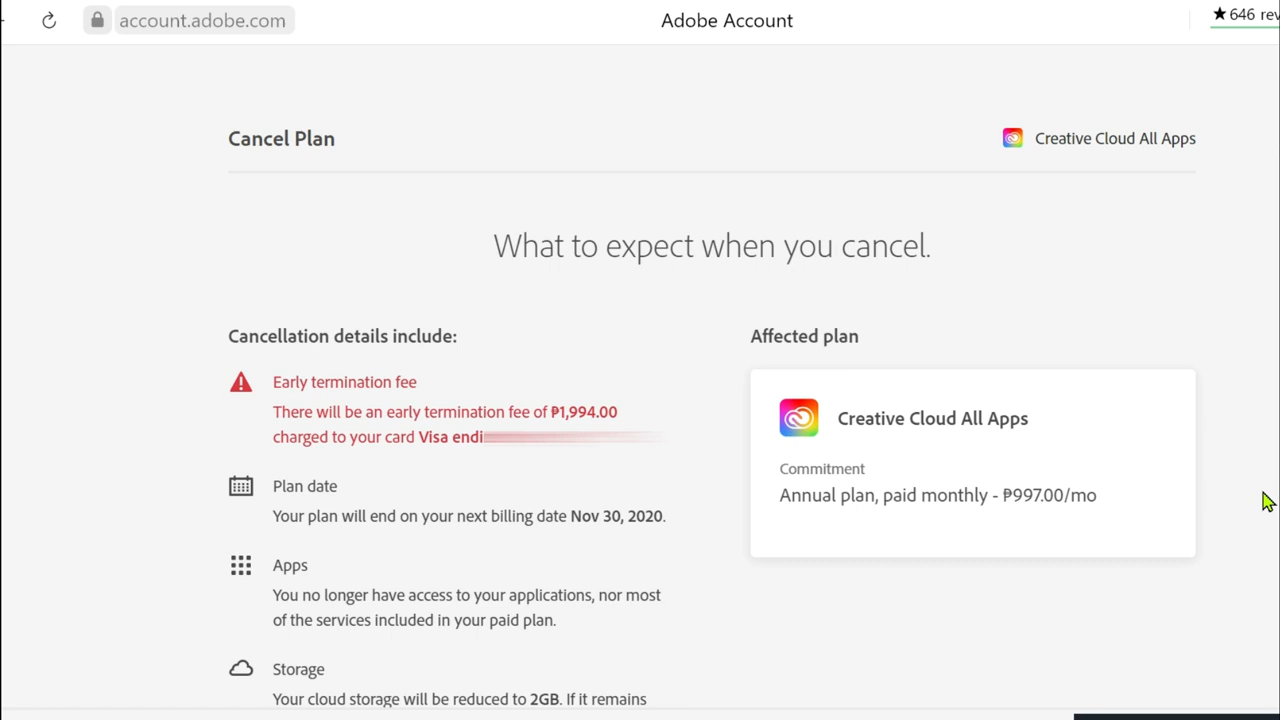 account.adobe.com
Adobe Account
★646 rev
Cancel Plan
Creative Cloud All Apps
What to expect when you cancel.
Cancellation details include:
Affected plan
Early termination fee
There will be an early termination fee of ₱1,994.00
charged to your card Visa endi
Plan date
Your plan will end on your next billing date Nov 30, 2020.
Apps
You no longer have access to your applications, nor most
of the services included in your paid plan.
Storage
Your cloud storage will be reduced to 2GB. If it remains
Creative Cloud All Apps
Commitment
Annual plan, paid monthly - ₱997.00/mo